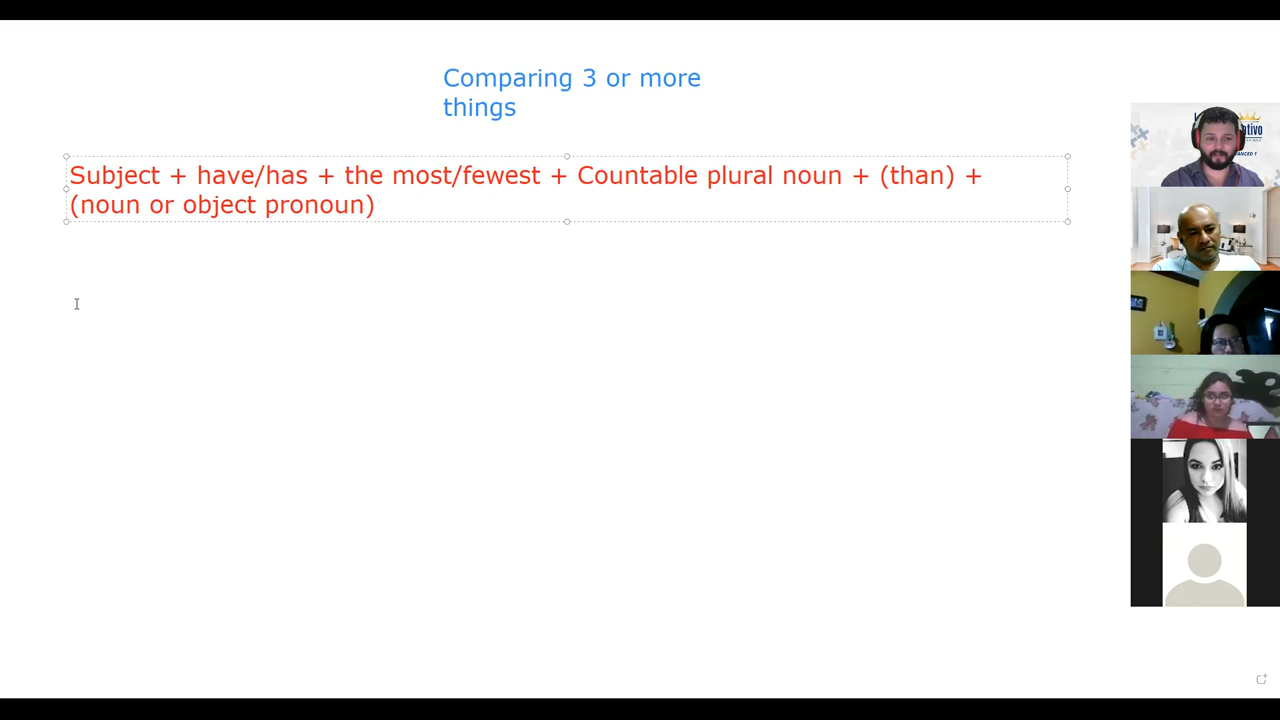 Comparing 3 or more
things
Subject + have/has + the most/fewest + Countable plural noun + (than) +
(noun or object pronoun)